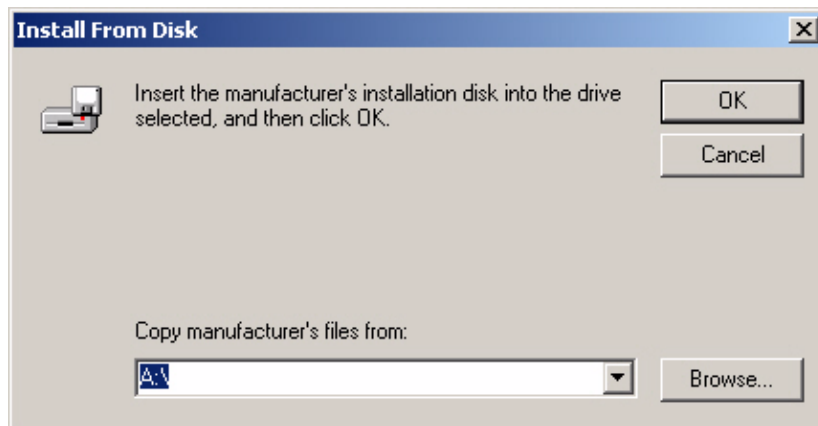 Install From Disk
Insert the manufacturer's installation disk into the drive
selected, and then click OK.
OK
Cancel
Copy manufacturer's files from:
A:\
Browse...